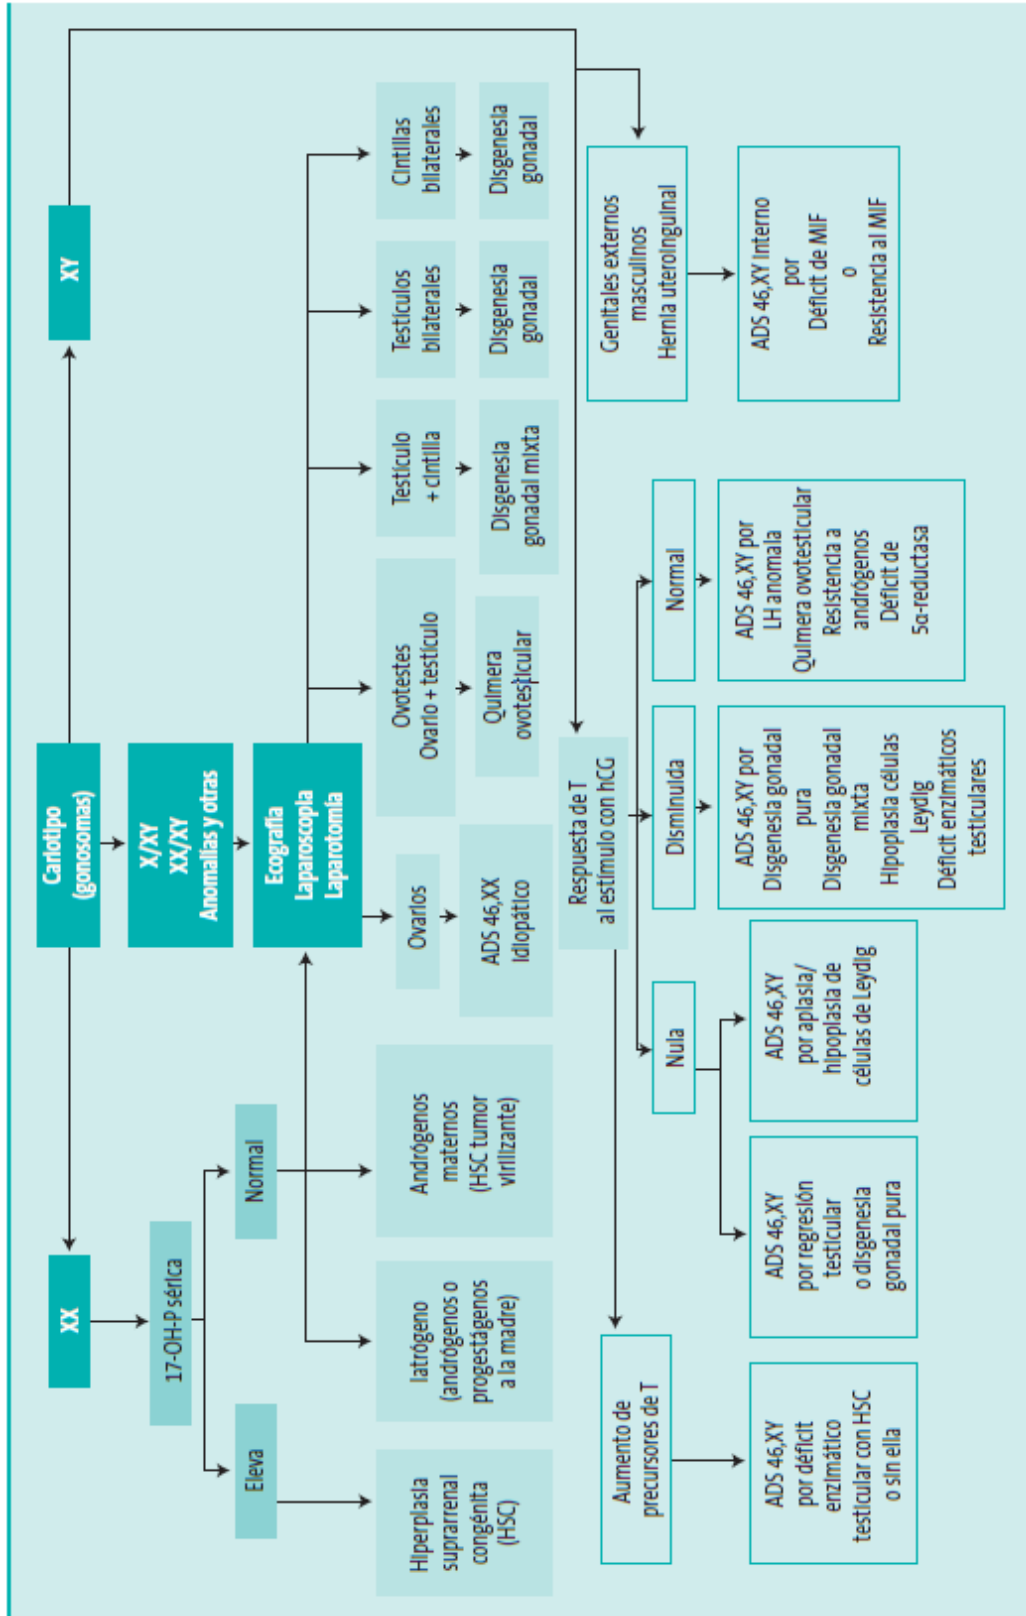 Cariotipo
(gonosomas)
XX
X/XY
XX/XY
Anomalías y otras
XY
17-OH-P sérica
Ecografía
Laparoscopia
Laparotomía
Eleva
Normal
Hiperplasia
suprarrenal
congénita
(HSC)
Iatrógeno
(andrógenos o
progestágenos
a la madre)
Andrógenos
maternos
(HSC tumor
virilizante)
Ovarios
ADS 46,XX
Idiopático
Ovotestes
Ovario + testículo
Quimera
ovotesticular
Testículo
+ cintilla
Disgenesia
gonadal mixta
Testículos
bilaterales
Disgenesia
gonadal
Cintillas
bilaterales
Disgenesia
gonadal
Respuesta de T
al estímulo con hCG
Genitales externos
masculinos
Hernia uteroinguinal
Aumento de
precursores de T
Nula
Disminuida
Normal
ADS 46,XY
por déficit
enzimático
testicular con HSC
o sin ella
ADS 46,XY
por regresión
testicular
o disgenesia
gonadal pura
ADS 46,XY
por aplasia/
hipoplasia de
células de Leydig
ADS 46,XY por
Disgenesia gonadal
pura
Disgenesia gonadal
mixta
Hipoplasia células
Leydig
Déficit enzimáticos
testiculares
ADS 46,XY por
LH anomala
Quimera ovotesticular
Resistencia a
andrógenos
Déficit de
5α-reductasa
ADS 46,XY Interno
por
Déficit de MIF
o
Resistencia al MIF